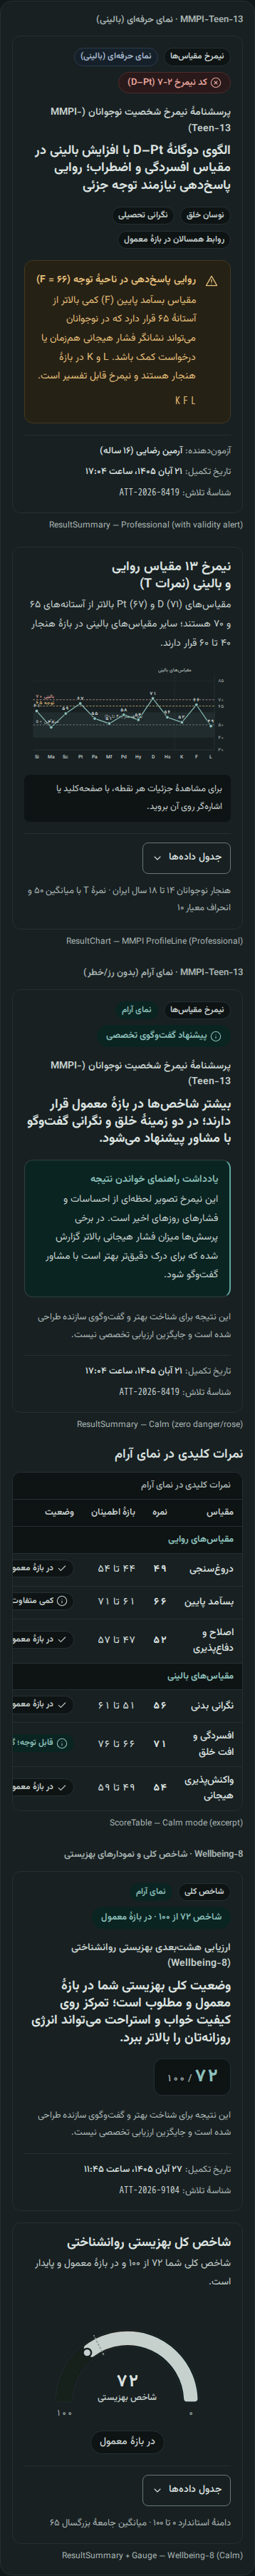 MMPI-Teen-13 · نمای حرفه‌ای (بالینی)
نیمرخ مقیاس‌ها
نمای حرفه‌ای (بالینی)
کد نیمرخ ۲-۷ (D–Pt)
پرسشنامهٔ نیمرخ شخصیت نوجوانان (MMPI-
Teen-13)
الگوی دوگانهٔ D–Pt با افزایش بالینی در
مقیاس افسردگی و اضطراب؛ روایی
پاسخ‌دهی نیازمند توجه جزئی
نوسان خلق
نگرانی تحصیلی
روابط همسالان در بازهٔ معمول
روایی پاسخ‌دهی در ناحیهٔ توجه (F = ۶۶)
مقیاس بسآمد پایین (F) کمی بالاتر از
آستانهٔ ۶۵ قرار دارد که در نوجوانان
می‌تواند نشانگر فشار هیجانی هم‌زمان یا
درخواست کمک باشد. L و K در بازهٔ
هنجار هستند و نیمرخ قابل تفسیر است.
K F L
آزمون‌دهنده: آرمین رضایی (۱۶ ساله)
تاریخ تکمیل: ۲۱ آبان ۱۴۰۵، ساعت ۱۷:۰۴
شناسهٔ تلاش: ATT-2026-8419
ResultSummary — Professional (with validity alert)
نیمرخ ۱۳ مقیاس روایی
و بالینی (نمرات T)
مقیاس‌های D (۷۱) و Pt (۶۷) بالاتر از آستانه‌های ۶۵
و ۷۰ هستند؛ سایر مقیاس‌های بالینی در بازهٔ هنجار
۴۰ تا ۶۰ قرار دارند.
مقیاس‌های بالینی
Si Ma Sc Pt Pa Mf Pd Hy D Hs K F L
برای مشاهدهٔ جزئیات هر نقطه، با صفحه‌کلید یا
اشاره‌گر روی آن بروید.
جدول داده‌ها
هنجار نوجوانان ۱۴ تا ۱۸ سال ایران · نمرهٔ T با میانگین ۵۰ و
انحراف معیار ۱۰
ResultChart — MMPI ProfileLine (Professional)
MMPI-Teen-13 · نمای آرام (بدون رز/خطر)
نیمرخ مقیاس‌ها
نمای آرام
پیشنهاد گفت‌وگوی تخصصی
پرسشنامهٔ نیمرخ شخصیت نوجوانان (MMPI-
Teen-13)
بیشتر شاخص‌ها در بازهٔ معمول قرار
دارند؛ در دو زمینهٔ خلق و نگرانی گفت‌وگو
با مشاور پیشنهاد می‌شود.
یادداشت راهنمای خواندن نتیجه
این نیمرخ تصویر لحظه‌ای از احساسات و
فشارهای روزهای اخیر است. در برخی
پرسش‌ها میزان فشار هیجانی بالاتر گزارش
شده که برای درک دقیق‌تر بهتر است با مشاور
گفت‌وگو شود.
این نتیجه برای شناخت بهتر و گفت‌وگوی سازنده طراحی
شده است و جایگزین ارزیابی تخصصی نیست.
تاریخ تکمیل: ۲۱ آبان ۱۴۰۵، ساعت ۱۷:۰۴
شناسهٔ تلاش: ATT-2026-8419
ResultSummary — Calm (zero danger/rose)
نمرات کلیدی در نمای آرام
نمرات کلیدی در نمای آرام
مقیاس نمره بازهٔ اطمینان وضعیت
مقیاس‌های روایی
دروغ‌سنجی ۴۹ ۴۴ تا ۵۴ در بازهٔ معمو
بسآمد پایین ۶۶ ۶۱ تا ۷۱ کمی متفاوت
اصلاح و
دفاع‌پذیری ۵۲ ۴۷ تا ۵۷ در بازهٔ معمو
مقیاس‌های بالینی
نگرانی بدنی ۵۶ ۵۱ تا ۶۱ در بازهٔ معمو
افسردگی و
افت خلق ۷۱ ۶۶ تا ۷۶ قابل توجه؛
واکنش‌پذیری
هیجانی ۵۴ ۴۹ تا ۵۹ در بازهٔ معمو
ScoreTable — Calm mode (excerpt)
Wellbeing-8 · شاخص کلی و نمودارهای بهزیستی
شاخص کلی
نمای آرام
شاخص ۷۲ از ۱۰۰ · در بازهٔ معمول
ارزیابی هشت‌بعدی بهزیستی روانشناختی
(Wellbeing-8)
وضعیت کلی بهزیستی شما در بازهٔ
معمول و مطلوب است؛ تمرکز روی
کیفیت خواب و استراحت می‌تواند انرژی
روزانه‌تان را بالاتر ببرد.
۷۲ / ۱۰۰
این نتیجه برای شناخت بهتر و گفت‌وگوی سازنده طراحی
شده است و جایگزین ارزیابی تخصصی نیست.
تاریخ تکمیل: ۲۷ آبان ۱۴۰۵، ساعت ۱۱:۴۵
شناسهٔ تلاش: ATT-2026-9104
شاخص کل بهزیستی روانشناختی
شاخص کلی شما ۷۲ از ۱۰۰ و در بازهٔ معمول و پایدار
است.
۷۲
شاخص بهزیستی
۱۰۰ ۰
در بازهٔ معمول
جدول داده‌ها
دامنهٔ استاندارد ۰ تا ۱۰۰ · میانگین جامعهٔ بزرگسال ۶۵
ResultSummary + Gauge — Wellbeing-8 (Calm)